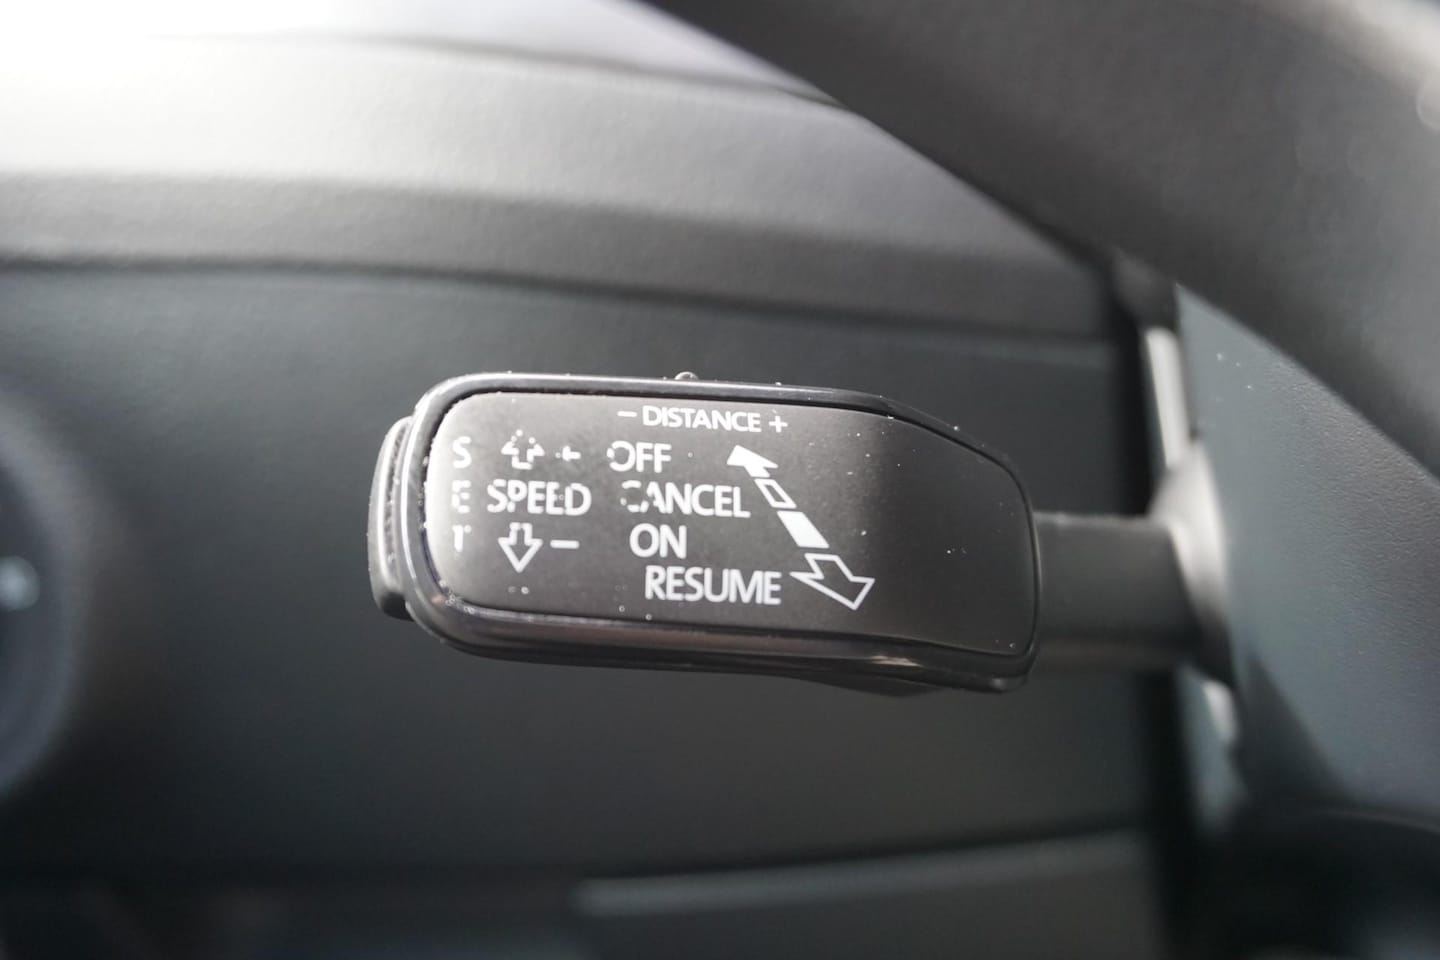 - DISTANCE +
S + OFF
E SPEED CANCEL
T - ON
RESUME